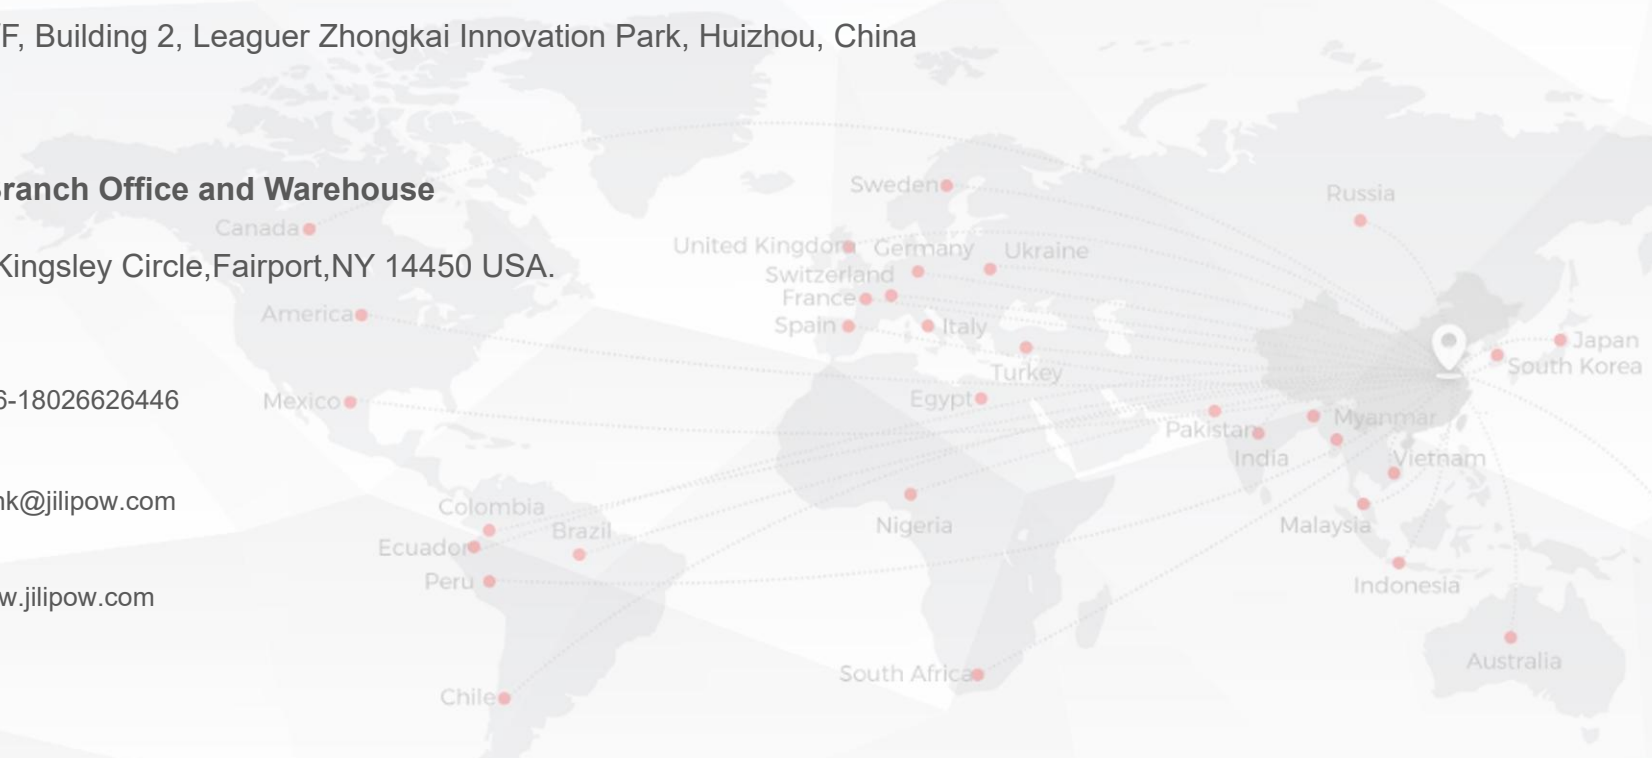 F, Building 2, Leaguer Zhongkai Innovation Park, Huizhou, China
ranch Office and Warehouse
Kingsley Circle,Fairport,NY 14450 USA.
6-18026626446
nk@jilipow.com
w.jilipow.com
Canada
America
Mexico
Colombia
Ecuador
Brazil
Peru
Chile
Sweden
United Kingdom
Germany
Ukraine
Switzerland
France
Spain
Italy
Turkey
Egypt
Nigeria
South Africa
Russia
Japan
South Korea
Pakistan
India
Myanmar
Vietnam
Malaysia
Indonesia
Australia